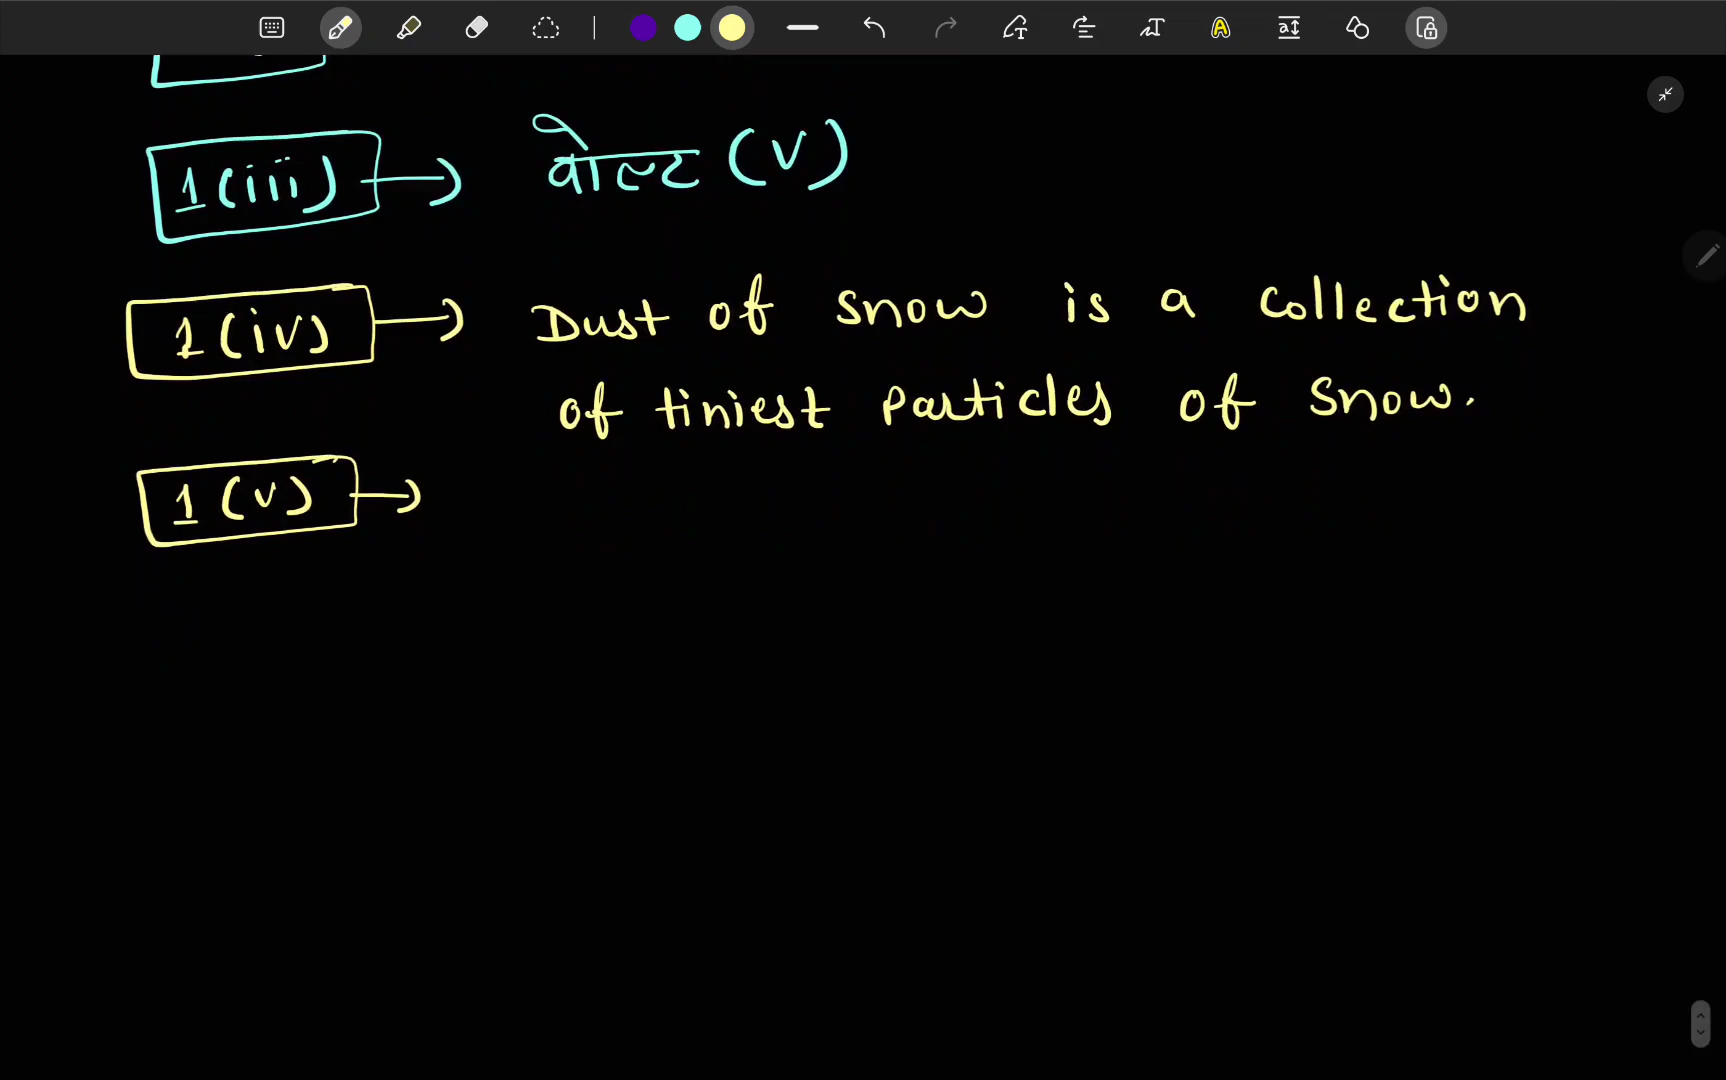 1(iii) → वोल्ट (V)
1(iv) → Dust of snow is a collection
of tiniest particles of snow.
1(v) →